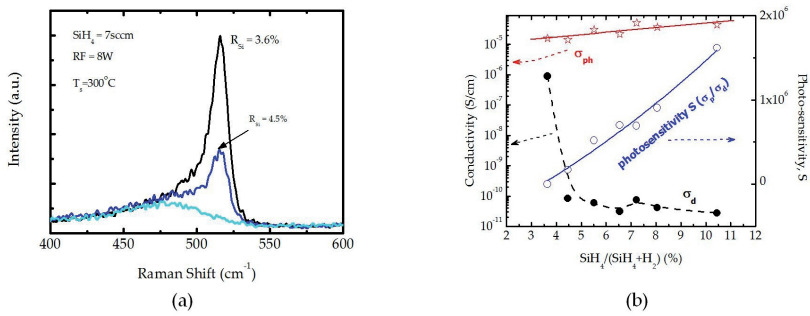 SiH4 = 7sccm
RF = 8W
Ts=300°C
RSi = 3.6%
RSi = 4.5%
Intensity (a.u.)
400 450 500 550 600
Raman Shift (cm-1)
(a)
10-5
10-6
10-7
10-8
10-9
10-10
10-11
Conductivity (S/cm)
σph
photosensitivity S (σp/σd)
σd
2x106
1x106
0
Photo-sensitivity, S
2 3 4 5 6 7 8 9 10 11 12
SiH4/(SiH4+H2) (%)
(b)